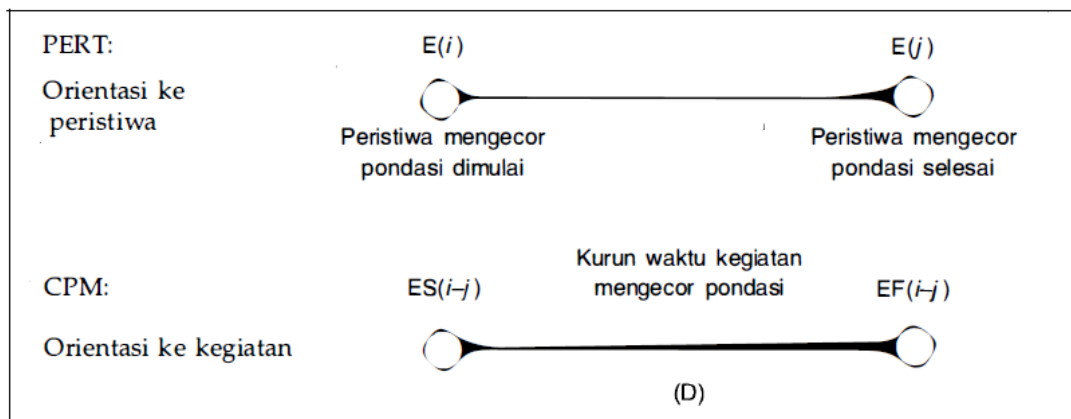 PERT:
E(i)
E(j)
Orientasi ke
peristiwa
Peristiwa mengecor
pondasi dimulai
Peristiwa mengecor
pondasi selesai
CPM:
ES(i–j)
Kurun waktu kegiatan
mengecor pondasi
EF(i–j)
Orientasi ke kegiatan
(D)